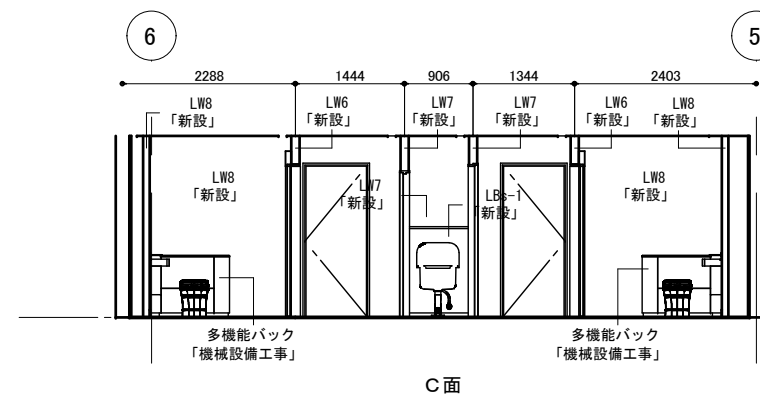 6
5
2288
1444
906
1344
2403
LW8
「新設」
LW6
「新設」
LW7
「新設」
LW7
「新設」
LW6
「新設」
LW8
「新設」
LW8
「新設」
LW7
「新設」
LBs-1
「新設」
LW8
「新設」
多機能バック
「機械設備工事」
多機能バック
「機械設備工事」
C面